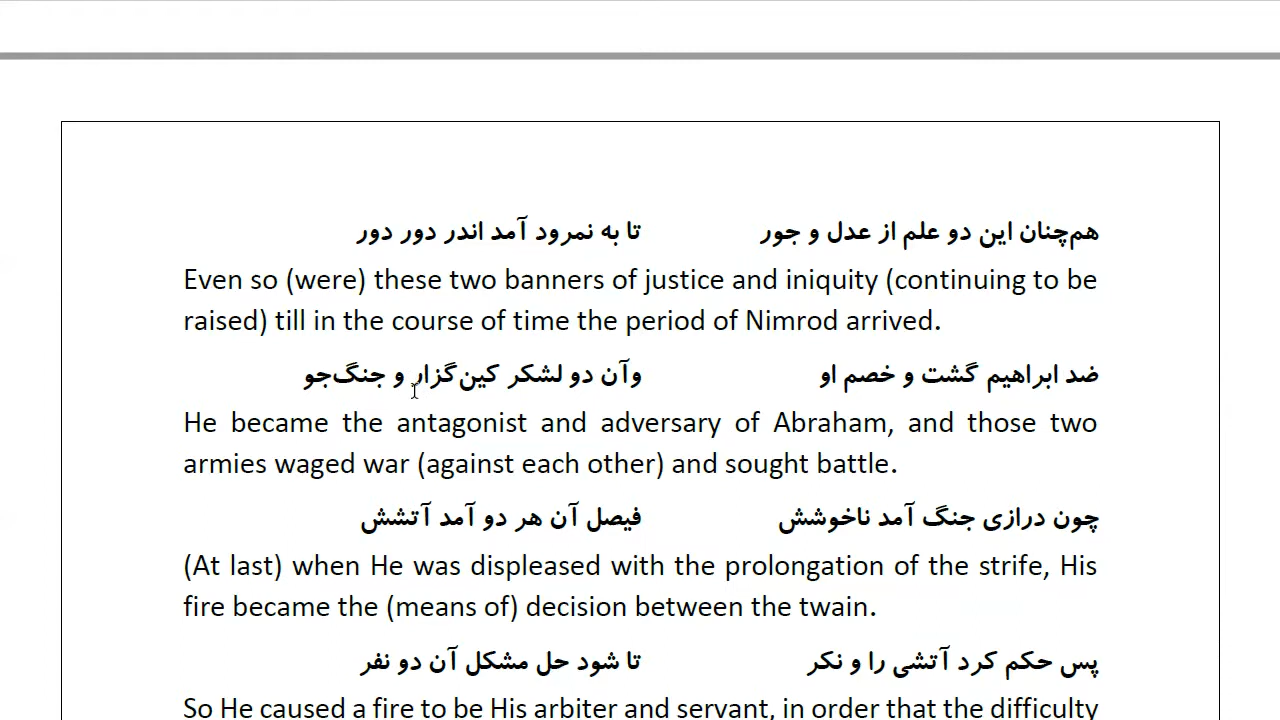 هم‌چنان این دو علم از عدل و جور تا به نمرود آمد اندر دور دور
Even so (were) these two banners of justice and iniquity (continuing to be
raised) till in the course of time the period of Nimrod arrived.
ضد ابراهیم گشت و خصم او وآن دو لشکر کین‌گزار و جنگ‌جو
He became the antagonist and adversary of Abraham, and those two
armies waged war (against each other) and sought battle.
چون درازی جنگ آمد ناخوشش فیصل آن هر دو آمد آتشش
(At last) when He was displeased with the prolongation of the strife, His
fire became the (means of) decision between the twain.
پس حکم کرد آتشی را و نکر تا شود حل مشکل آن دو نفر
So He caused a fire to be His arbiter and servant, in order that the difficulty